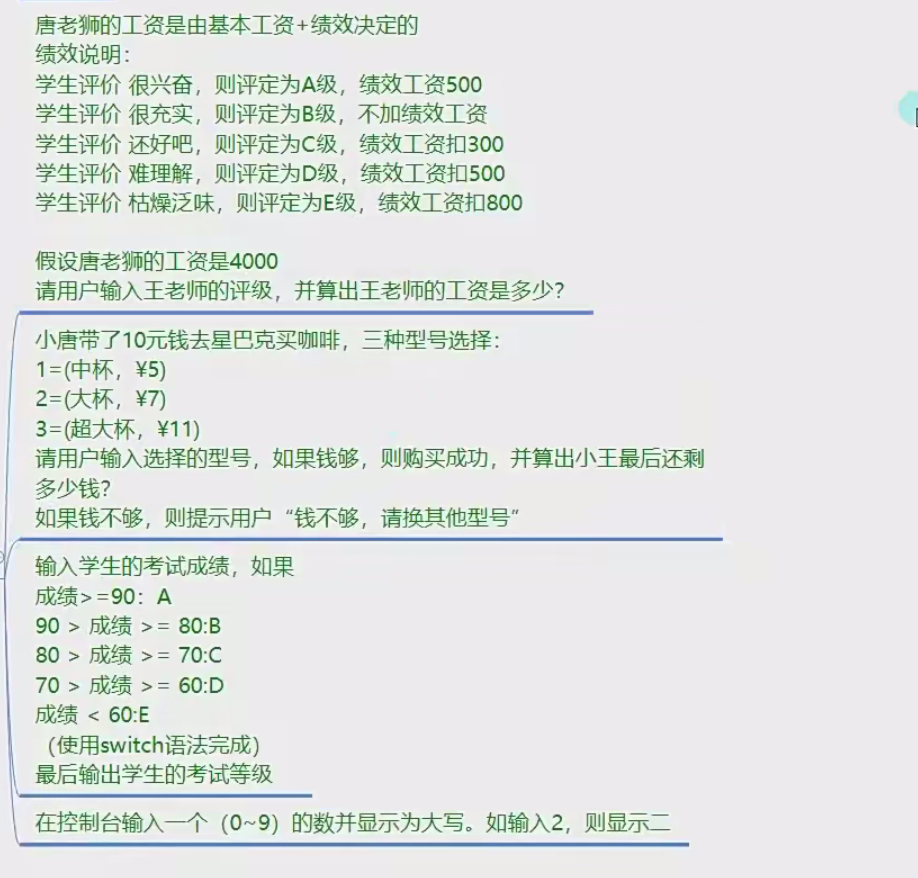 唐老狮的工资是由基本工资+绩效决定的
绩效说明：
学生评价 很兴奋，则评定为A级，绩效工资500
学生评价 很充实，则评定为B级，不加绩效工资
学生评价 还好吧，则评定为C级，绩效工资扣300
学生评价 难理解，则评定为D级，绩效工资扣500
学生评价 枯燥泛味，则评定为E级，绩效工资扣800
假设唐老狮的工资是4000
请用户输入王老师的评级，并算出王老师的工资是多少？
小唐带了10元钱去星巴克买咖啡，三种型号选择：
1=(中杯，¥5)
2=(大杯，¥7)
3=(超大杯，¥11)
请用户输入选择的型号，如果钱够，则购买成功，并算出小王最后还剩
多少钱？
如果钱不够，则提示用户“钱不够，请换其他型号”
输入学生的考试成绩，如果
成绩>=90：A
90 > 成绩 >= 80:B
80 > 成绩 >= 70:C
70 > 成绩 >= 60:D
成绩 < 60:E
（使用switch语法完成）
最后输出学生的考试等级
在控制台输入一个（0~9）的数并显示为大写。如输入2，则显示二